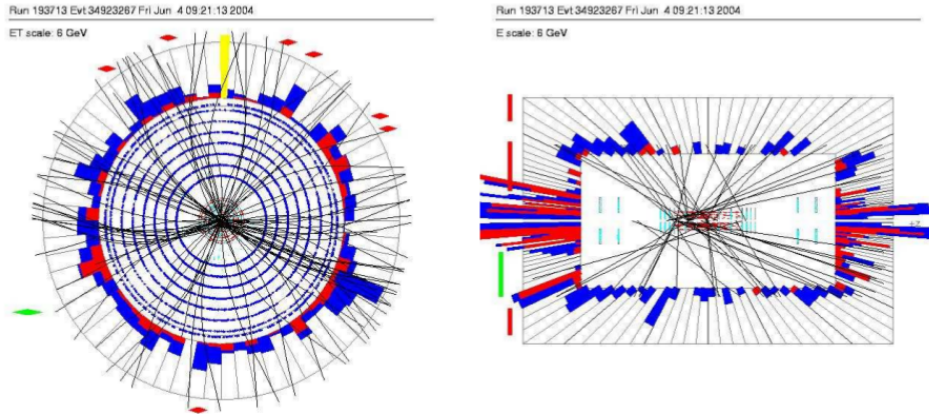 Run 193713 Evt 34923267 Fri Jun 4 09:21:13 2004
ET scale: 6 GeV
Run 193713 Evt 34923267 Fri Jun 4 09:21:13 2004
E scale: 6 GeV